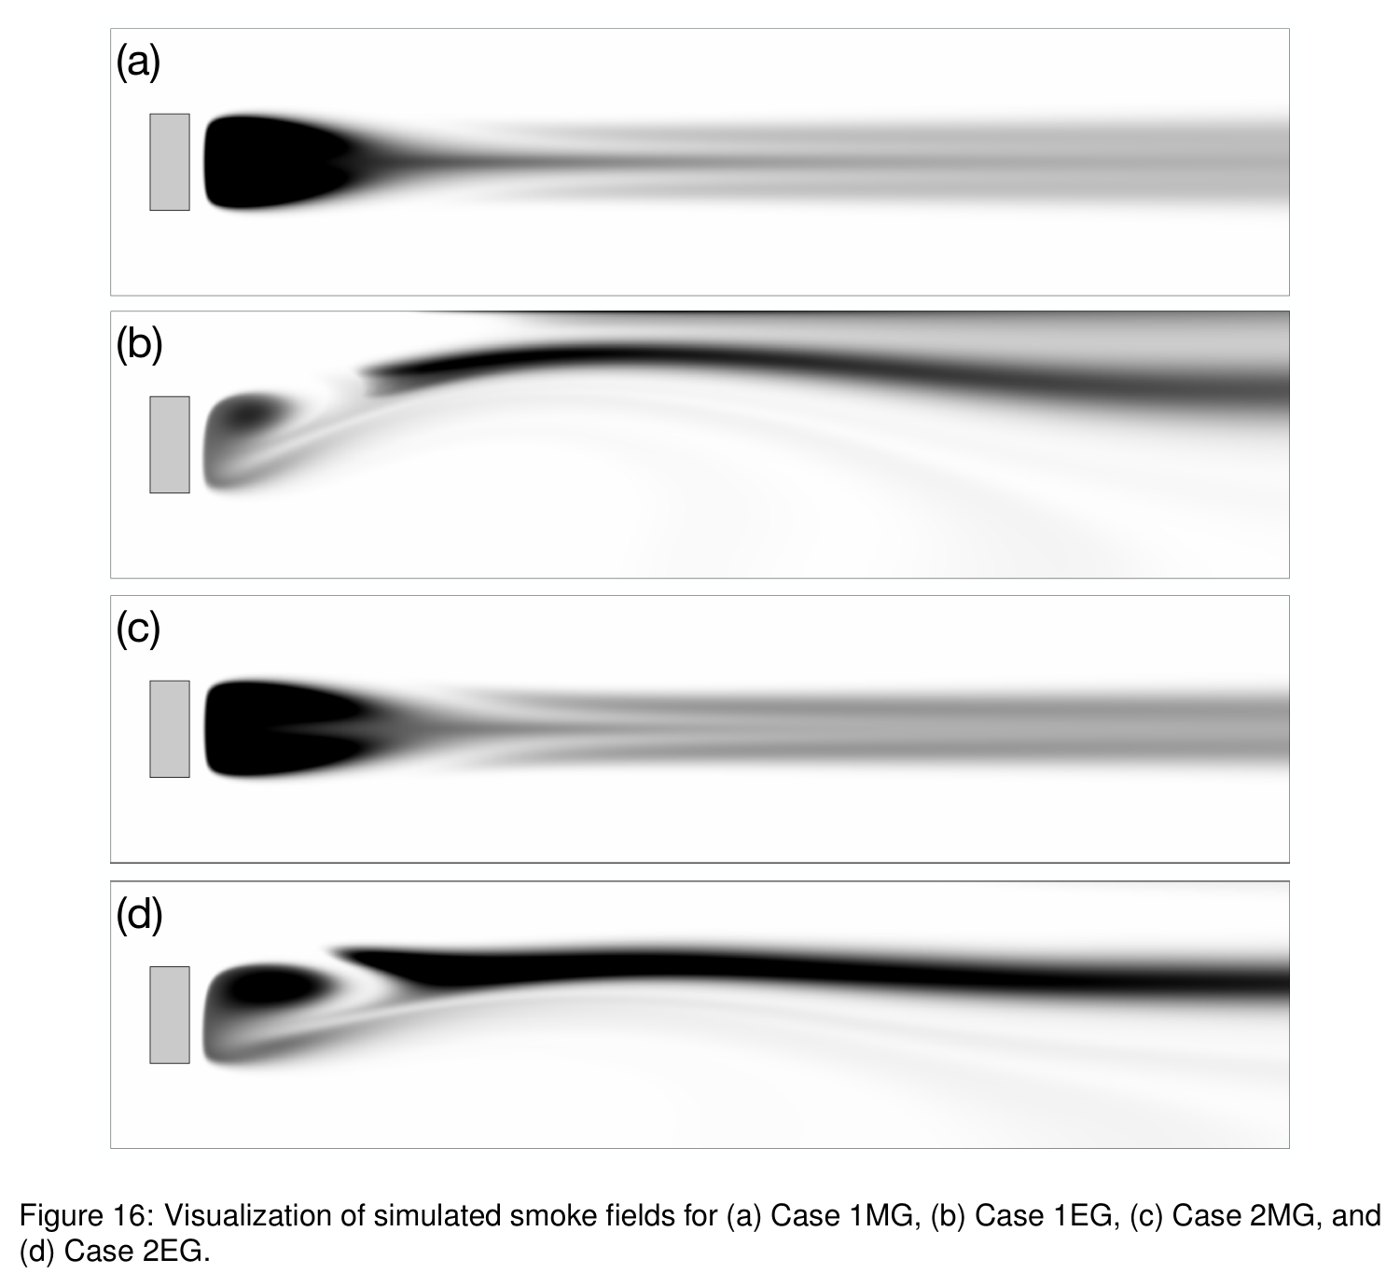 (a)
(b)
(c)
(d)
Figure 16: Visualization of simulated smoke fields for (a) Case 1MG, (b) Case 1EG, (c) Case 2MG, and
(d) Case 2EG.